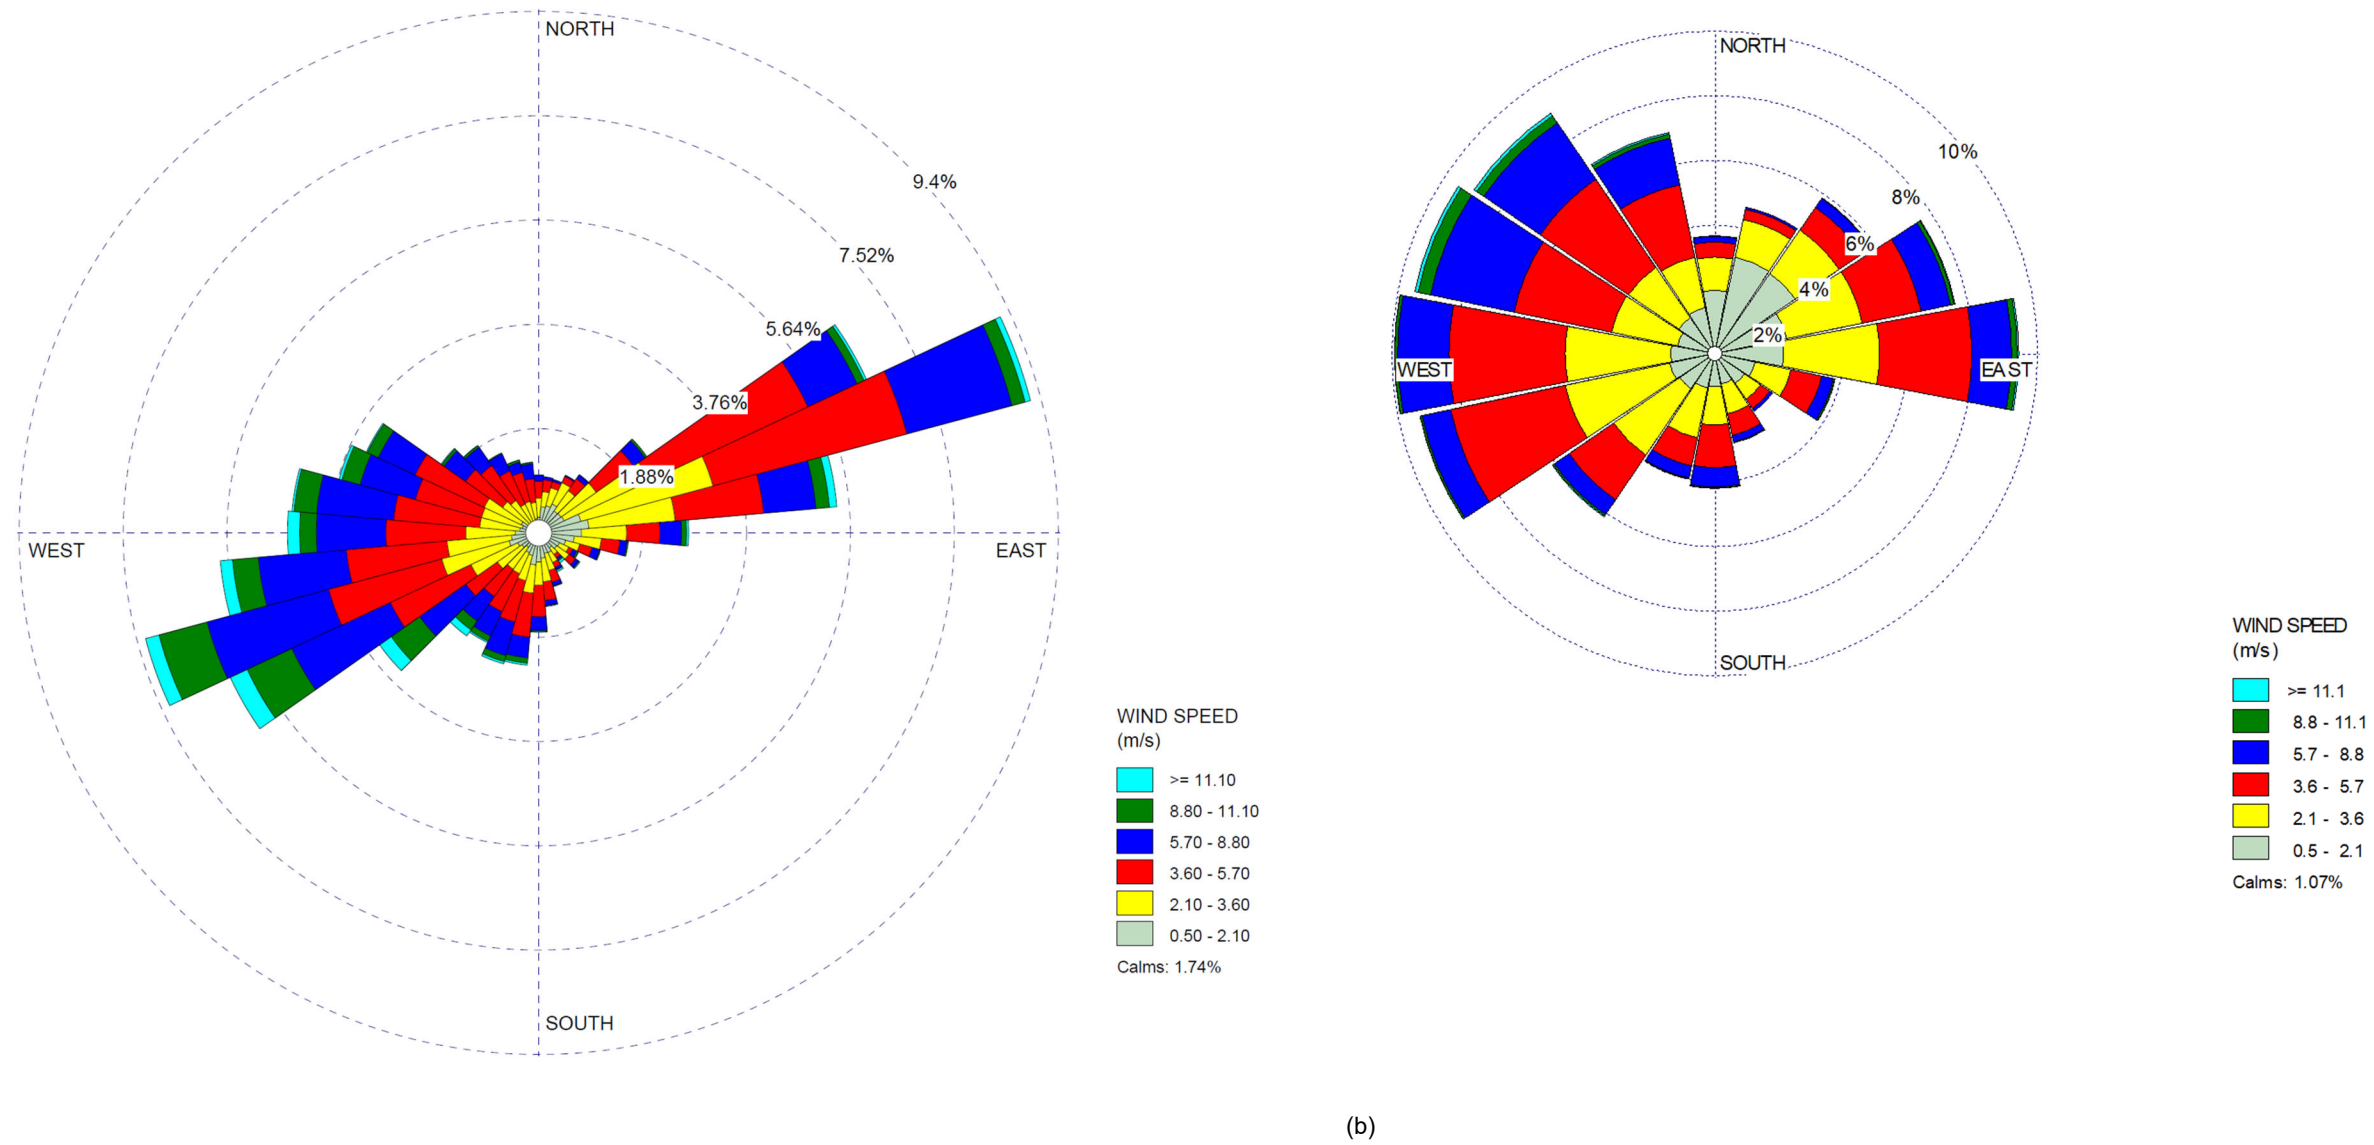 NORTH
9.4%
7.52%
5.64%
3.76%
1.88%
WEST
EAST
SOUTH
WIND SPEED
(m/s)
>= 11.10
8.80 - 11.10
5.70 - 8.80
3.60 - 5.70
2.10 - 3.60
0.50 - 2.10
Calms: 1.74%
NORTH
10%
8%
6%
4%
2%
WEST
EAST
SOUTH
WIND SPEED
(m/s)
>= 11.1
8.8 - 11.1
5.7 - 8.8
3.6 - 5.7
2.1 - 3.6
0.5 - 2.1
Calms: 1.07%
(b)